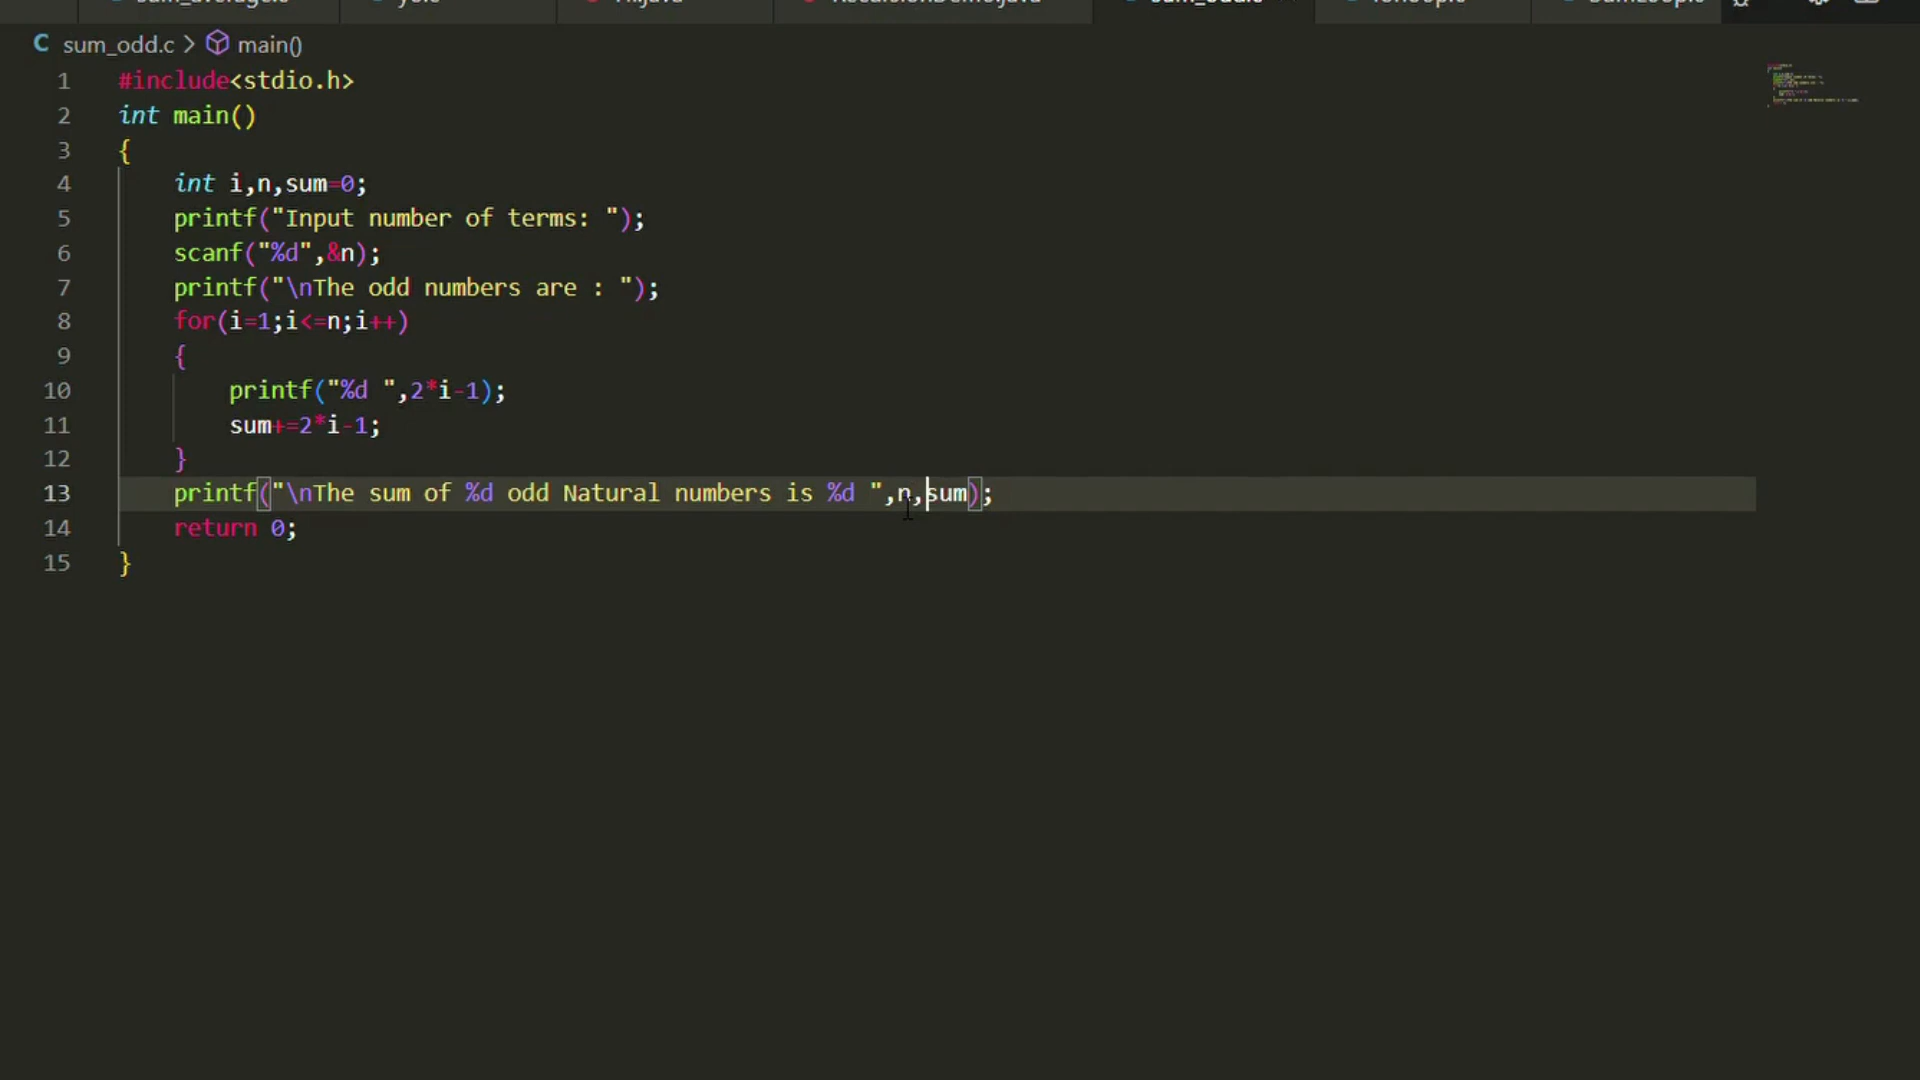 sum_odd.c > main()
1 #include<stdio.h>
2 int main()
3 {
4 int i,n,sum=0;
5 printf("Input number of terms: ");
6 scanf("%d",&n);
7 printf("\nThe odd numbers are : ");
8 for(i=1;i<=n;i++)
9 {
10 printf("%d ",2*i-1);
11 sum+=2*i-1;
12 }
13 printf("\nThe sum of %d odd Natural numbers is %d ",n,sum);
14 return 0;
15 }